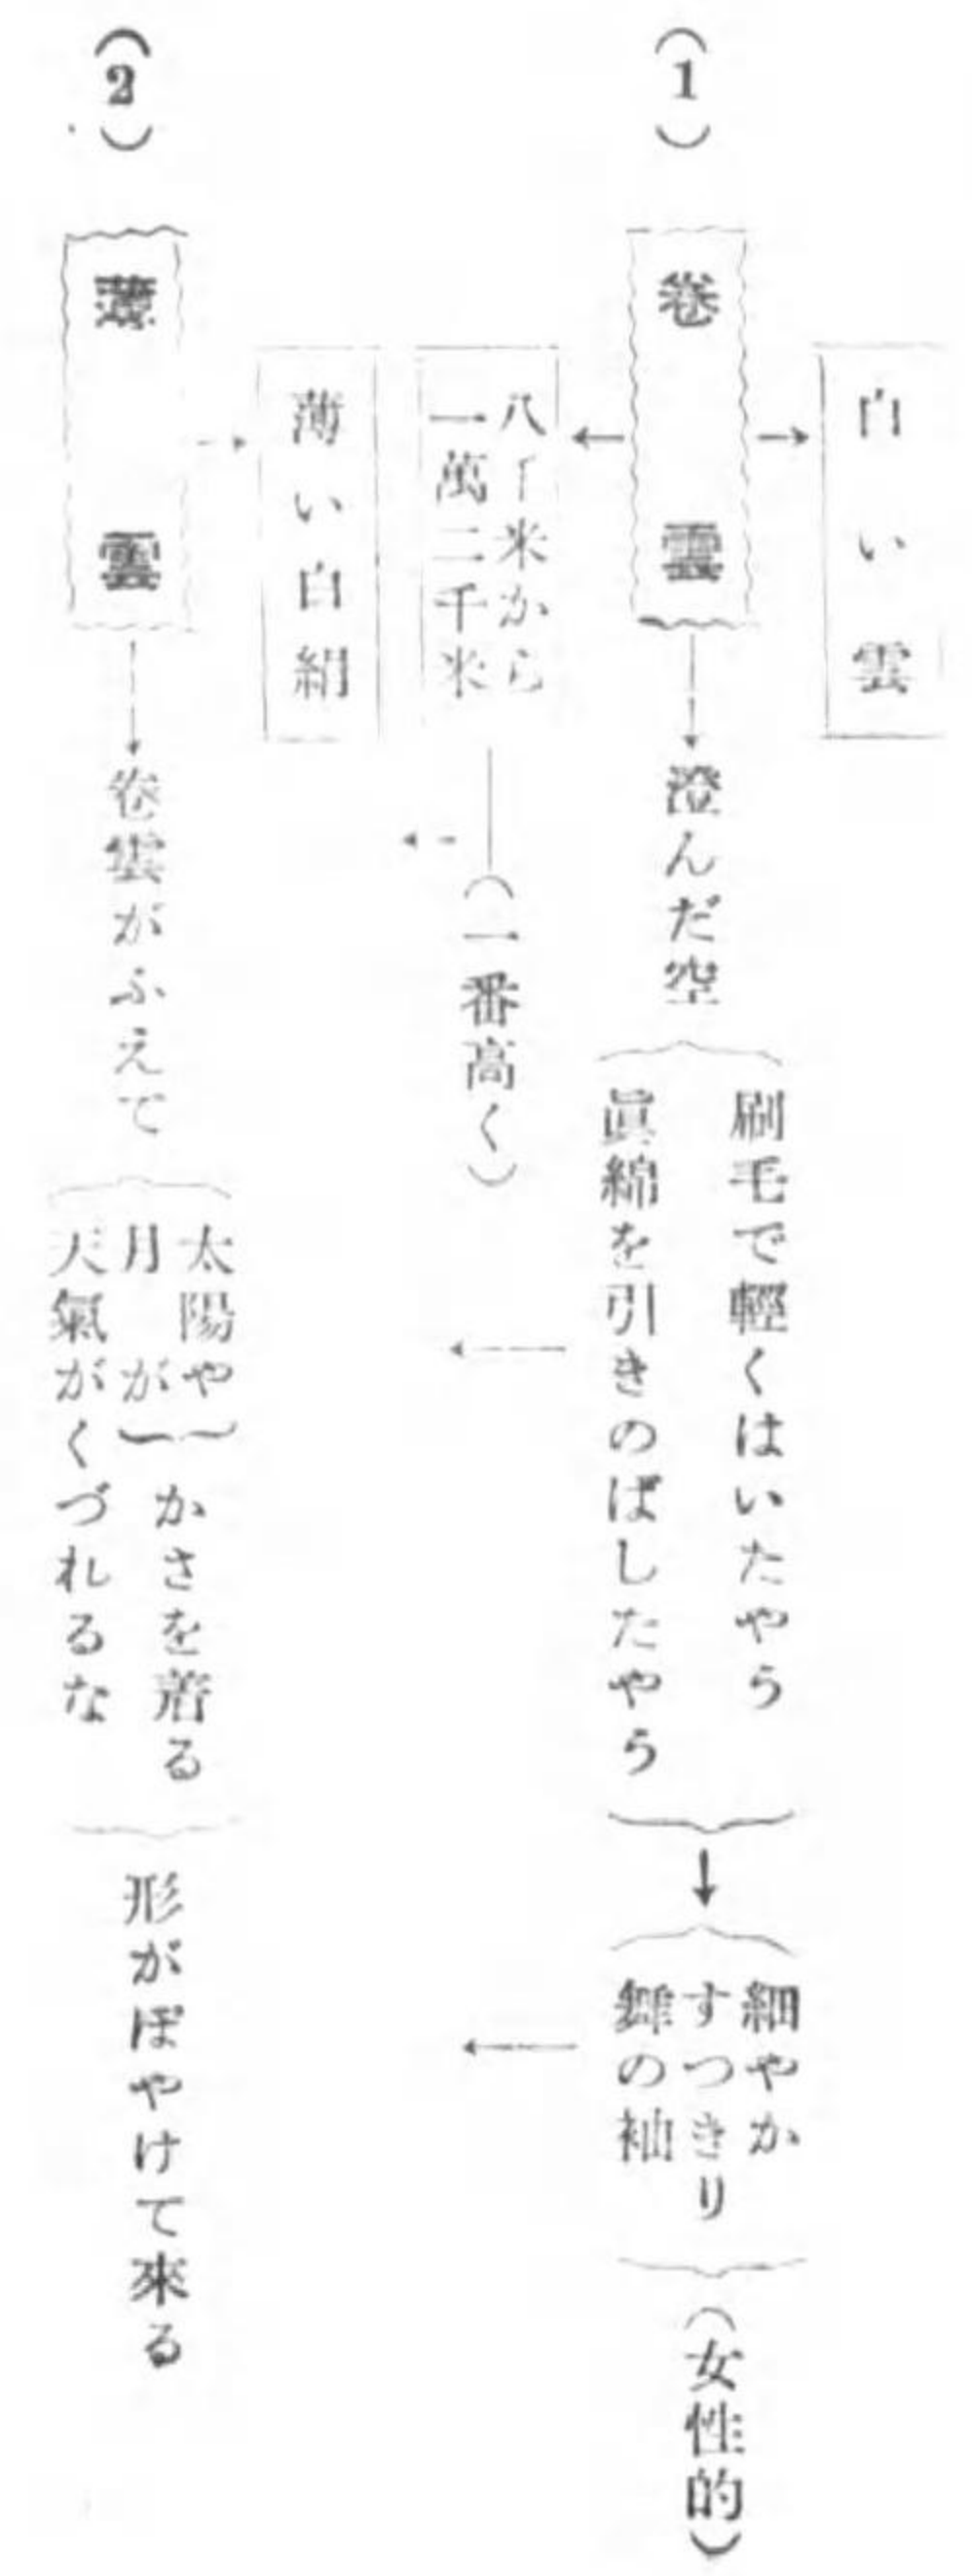 白い雲
(1)
卷雲
澄んだ空
刷毛で輕くはいたやう
眞綿を引きのばしたやう
細やか
すつきり
舞の袖
(女性的)
八千米から
一萬二千米
(一番高く)
薄い白絹
(2)
薄雲
卷雲がふえて
太陽や
月が
かさを着る
天氣がくづれるな
形がぼやけて來る